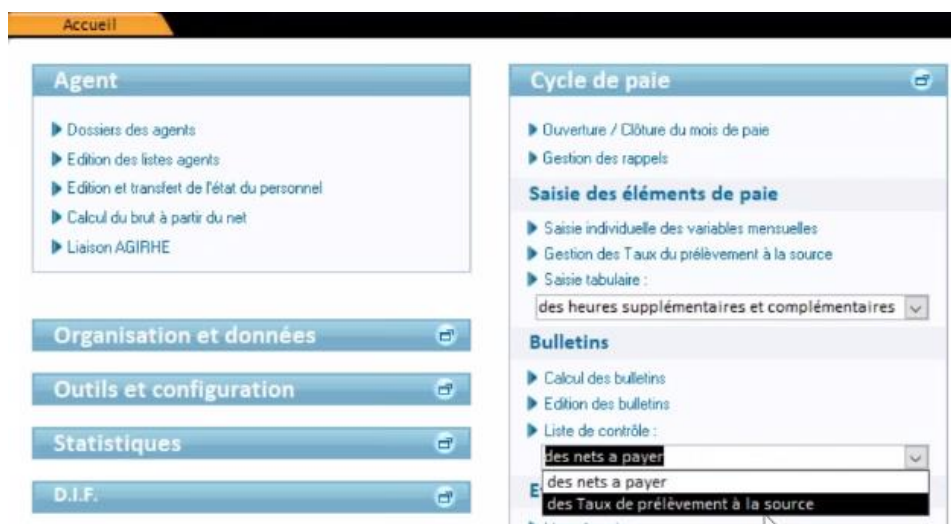 Accueil
Agent
Dossiers des agents
Edition des listes agents
Edition et transfert de l'état du personnel
Calcul du brut à partir du net
Liaison AGIRHE
Organisation et données
Outils et configuration
Statistiques
D.I.F.
Cycle de paie
Ouverture / Clôture du mois de paie
Gestion des rappels
Saisie des éléments de paie
Saisie individuelle des variables mensuelles
Gestion des Taux du prélèvement à la source
Saisie tabulaire :
des heures supplémentaires et complémentaires
Bulletins
Calcul des bulletins
Edition des bulletins
Liste de contrôle :
des nets a payer
des nets a payer
des Taux de prélèvement à la source